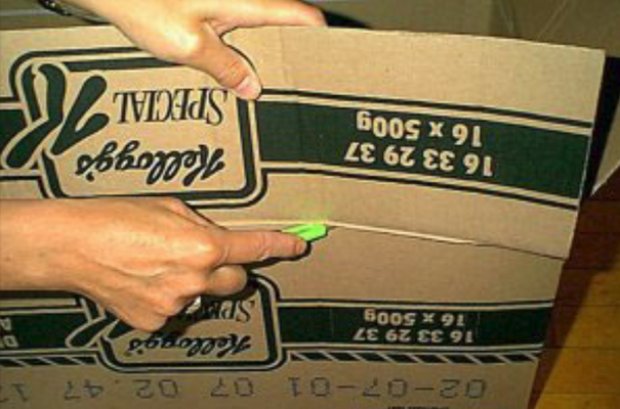 02-07-01 07 02.47
16 33 29 37
16 x 500g
Kellogg's
16 33 29 37
16 x 500g
Kellogg's
SPECIAL K